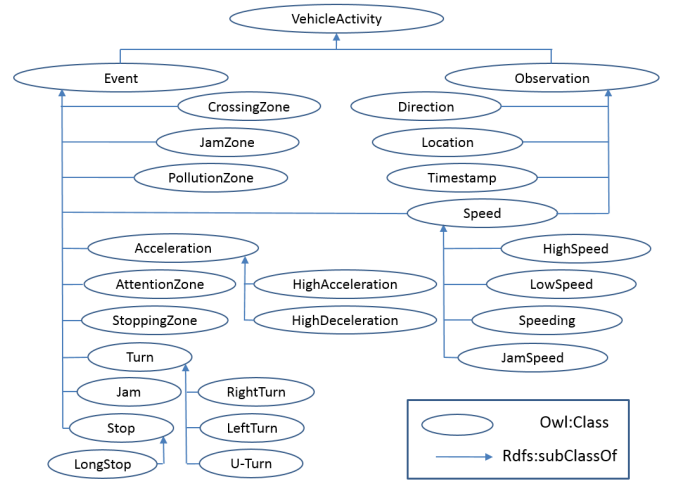 VehicleActivity
Event
Observation
CrossingZone
Direction
JamZone
Location
PollutionZone
Timestamp
Speed
Acceleration
HighSpeed
AttentionZone
HighAcceleration
LowSpeed
StoppingZone
HighDeceleration
Speeding
Turn
JamSpeed
Jam
RightTurn
Stop
LeftTurn
LongStop
U-Turn
Owl:Class
Rdfs:subClassOf